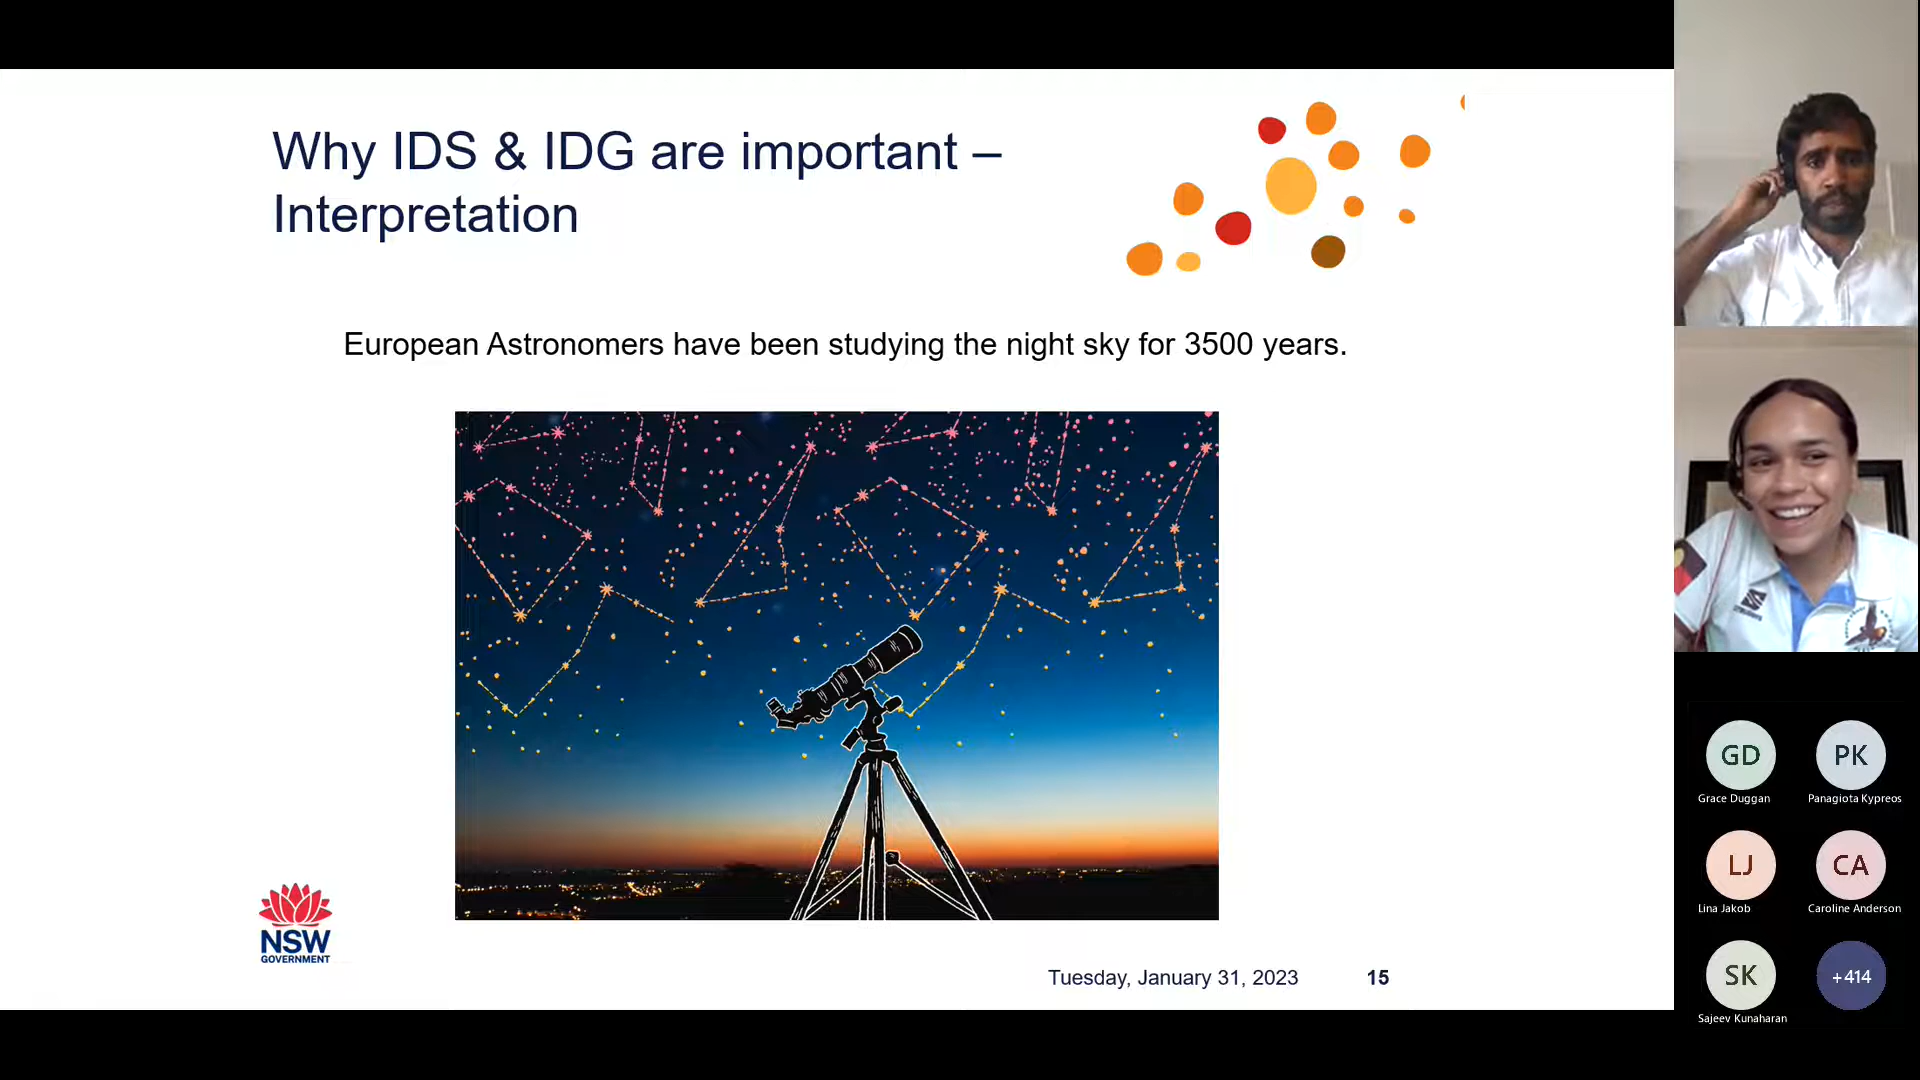 Why IDS & IDG are important –
Interpretation
European Astronomers have been studying the night sky for 3500 years.
NSW
GOVERNMENT
Tuesday, January 31, 2023
15
GD
PK
Grace Duggan
Panagiota Kypreos
LJ
CA
Lina Jakob
Caroline Anderson
SK
+414
Sajeev Kunaharan